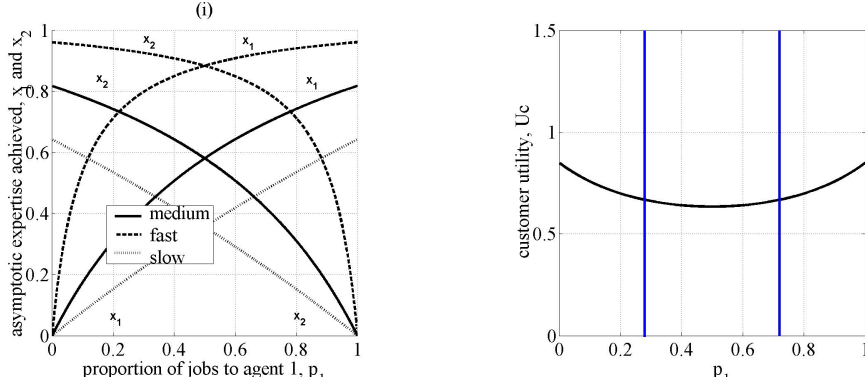 (i)
asymptotic expertise achieved, x1 and x2
1
0.8
0.6
0.4
0.2
0
x2
x1
x2
x1
medium
fast
slow
x1
x2
0
0.2
0.4
0.6
0.8
1
proportion of jobs to agent 1, p1
customer utility, Uc
1.5
1
0.5
0
0
0.2
0.4
0.6
0.8
1
p1